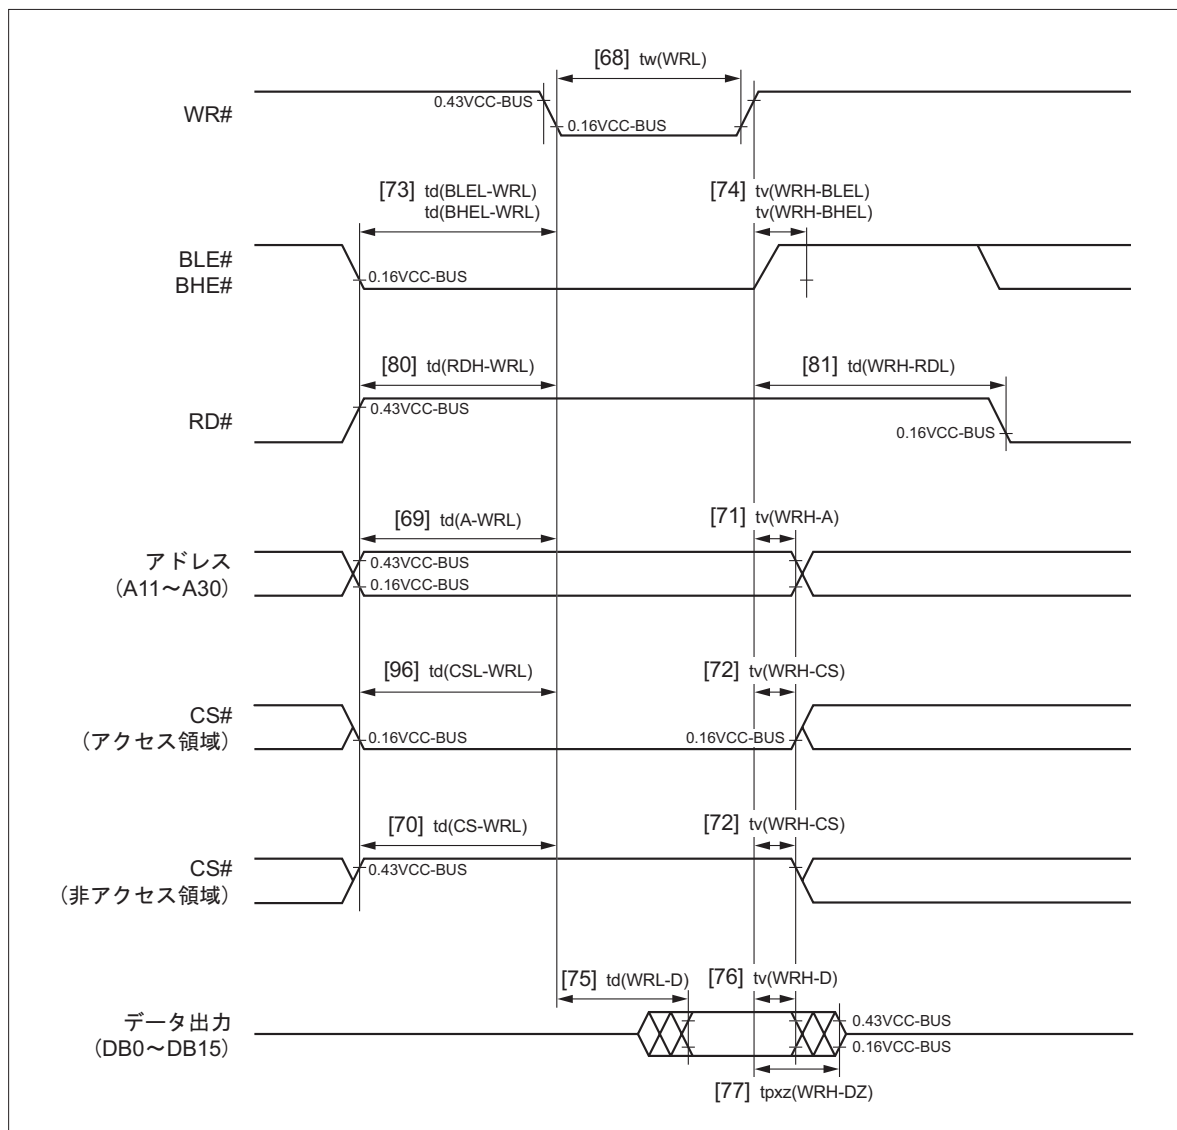 [68] tw(WRL)
0.43VCC-BUS
WR#
0.16VCC-BUS
[73] td(BLEL-WRL)
td(BHEL-WRL)
[74] tv(WRH-BLEL)
tv(WRH-BHEL)
BLE#
BHE#
0.16VCC-BUS
[80] td(RDH-WRL)
[81] td(WRH-RDL)
RD#
0.43VCC-BUS
0.16VCC-BUS
[69] td(A-WRL)
[71] tv(WRH-A)
アドレス
(A11～A30)
0.43VCC-BUS
0.16VCC-BUS
[96] td(CSL-WRL)
[72] tv(WRH-CS)
CS#
(アクセス領域)
0.16VCC-BUS
0.16VCC-BUS
[70] td(CS-WRL)
[72] tv(WRH-CS)
CS#
(非アクセス領域)
0.43VCC-BUS
[75] td(WRL-D)
[76] tv(WRH-D)
データ出力
(DB0～DB15)
0.43VCC-BUS
0.16VCC-BUS
[77] tpxz(WRH-DZ)